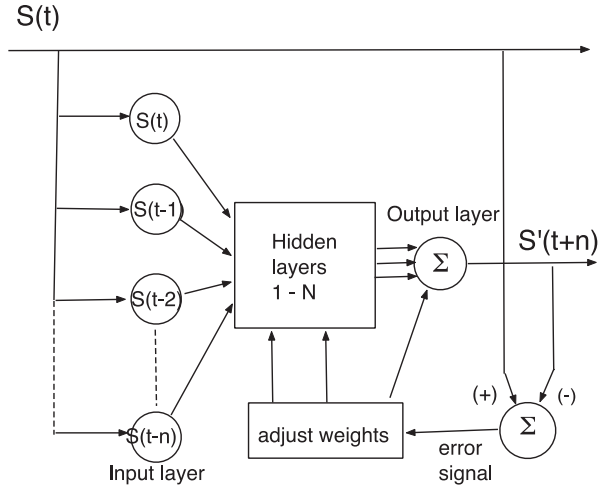 S(t)
S(t)
S(t-1)
S(t-2)
S(t-n)
Input layer
Hidden
layers
1 - N
Output layer
Σ
S'(t+n)
adjust weights
(+)
(-)
Σ
error
signal